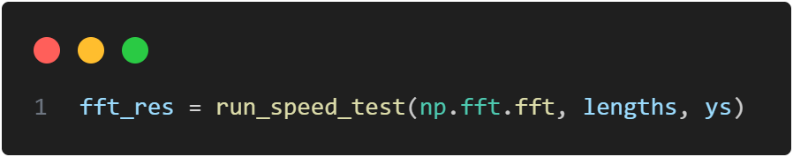 1 fft_res = run_speed_test(np.fft.fft, lengths, ys)